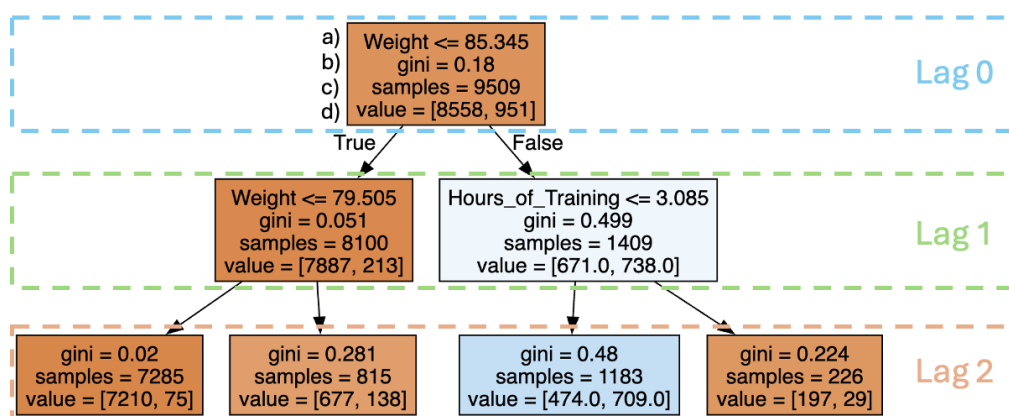 a) Weight <= 85.345
b) gini = 0.18
c) samples = 9509
d) value = [8558, 951]
Lag 0
True
False
Weight <= 79.505
gini = 0.051
samples = 8100
value = [7887, 213]
Hours_of_Training <= 3.085
gini = 0.499
samples = 1409
value = [671.0, 738.0]
Lag 1
gini = 0.02
samples = 7285
value = [7210, 75]
gini = 0.281
samples = 815
value = [677, 138]
gini = 0.48
samples = 1183
value = [474.0, 709.0]
gini = 0.224
samples = 226
value = [197, 29]
Lag 2